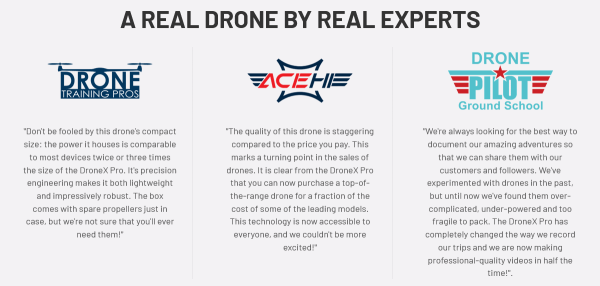 A REAL DRONE BY REAL EXPERTS
DRONE
TRAINING PROS
"Don't be fooled by this drone's compact
size: the power it houses is comparable
to most devices twice or three times
the size of the DroneX Pro. It's precision
engineering makes it both lightweight
and impressively robust. The box
comes with spare propellers just in
case, but we're not sure that you'll ever
need them!"
ACEHI
"The quality of this drone is staggering
compared to the price you pay. This
marks a turning point in the sales of
drones. It is clear from the DroneX Pro
that you can now purchase a top-of-
the-range drone for a fraction of the
cost of some of the leading models.
This technology is now accessible to
everyone, and we couldn't be more
excited!"
DRONE
PILOT
Ground School
"We're always looking for the best way to
document our amazing adventures so
that we can share them with our
customers and followers. We've
experimented with drones in the past,
but until now we've found them over-
complicated, under-powered and too
fragile to pack. The DroneX Pro has
completely changed the way we record
our trips and we are now making
professional-quality videos in half the
time!".